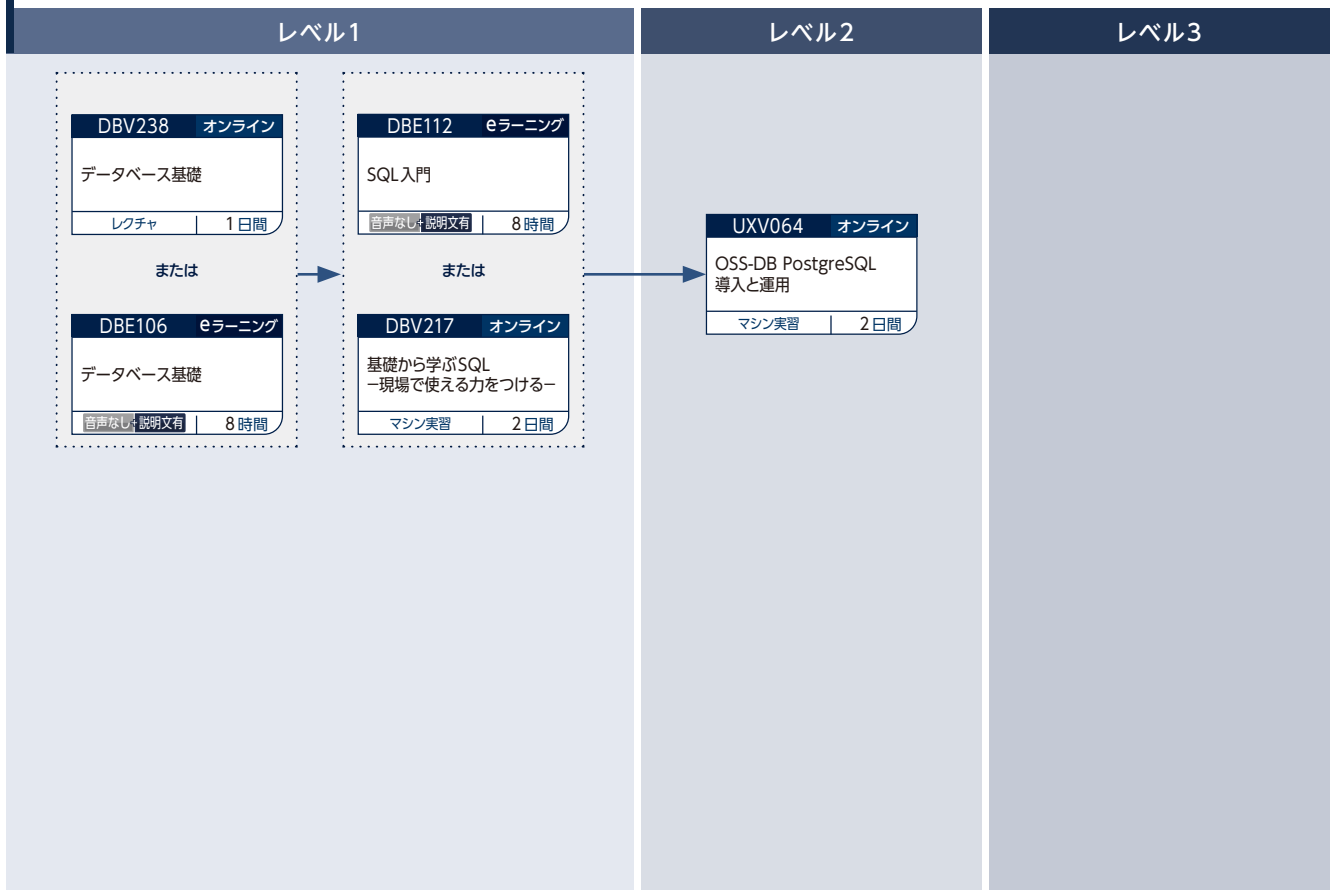 レベル1
レベル2
レベル3
DBV238 オンライン
データベース基礎
レクチャ 1日間
または
DBE106 eラーニング
データベース基礎
音声なし+説明文有 8時間
DBE112 eラーニング
SQL入門
音声なし+説明文有 8時間
または
DBV217 オンライン
基礎から学ぶSQL
−現場で使える力をつける−
マシン実習 2日間
UXV064 オンライン
OSS-DB PostgreSQL
導入と運用
マシン実習 2日間